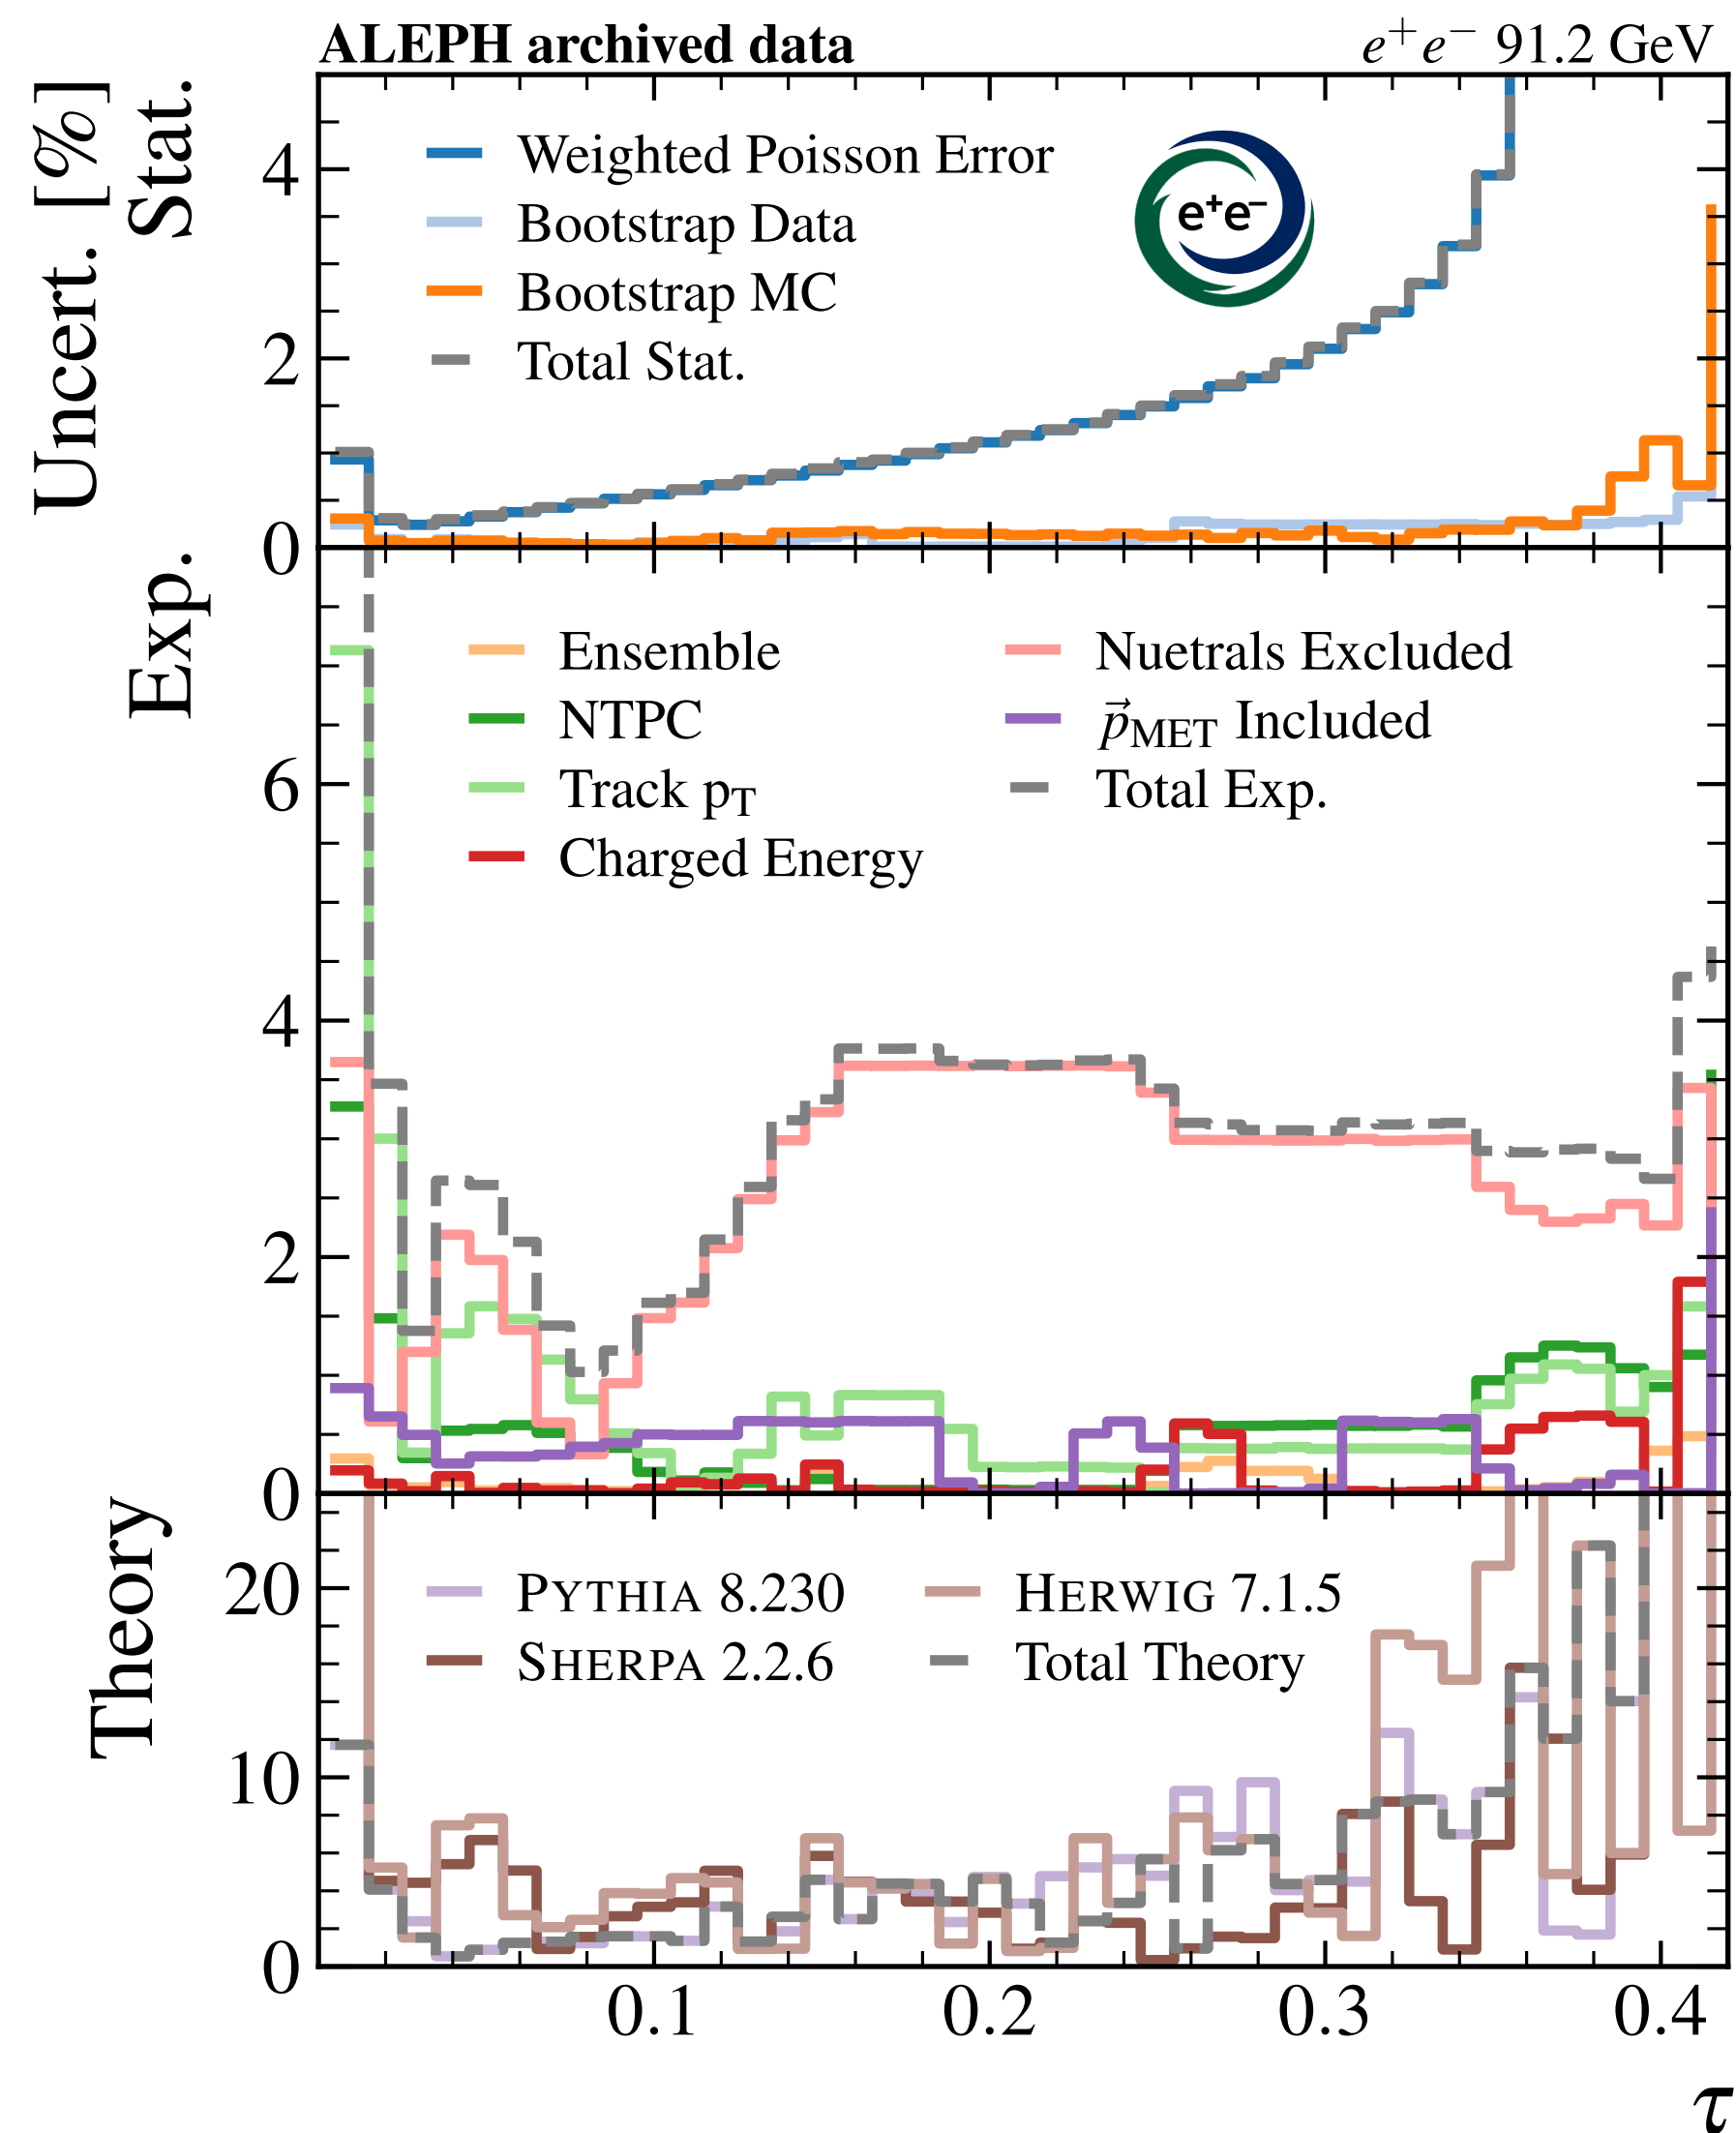 ALEPH archived data
e⁺e⁻ 91.2 GeV
Uncert. [%]
Stat.
4
2
0
Weighted Poisson Error
Bootstrap Data
Bootstrap MC
Total Stat.
e⁺e⁻
Exp.
6
4
2
0
Ensemble
NTPC
Track pT
Charged Energy
Nuetrals Excluded
p⃗MET Included
Total Exp.
Theory
20
10
0
PYTHIA 8.230
SHERPA 2.2.6
HERWIG 7.1.5
Total Theory
0.1 0.2 0.3 0.4
τ